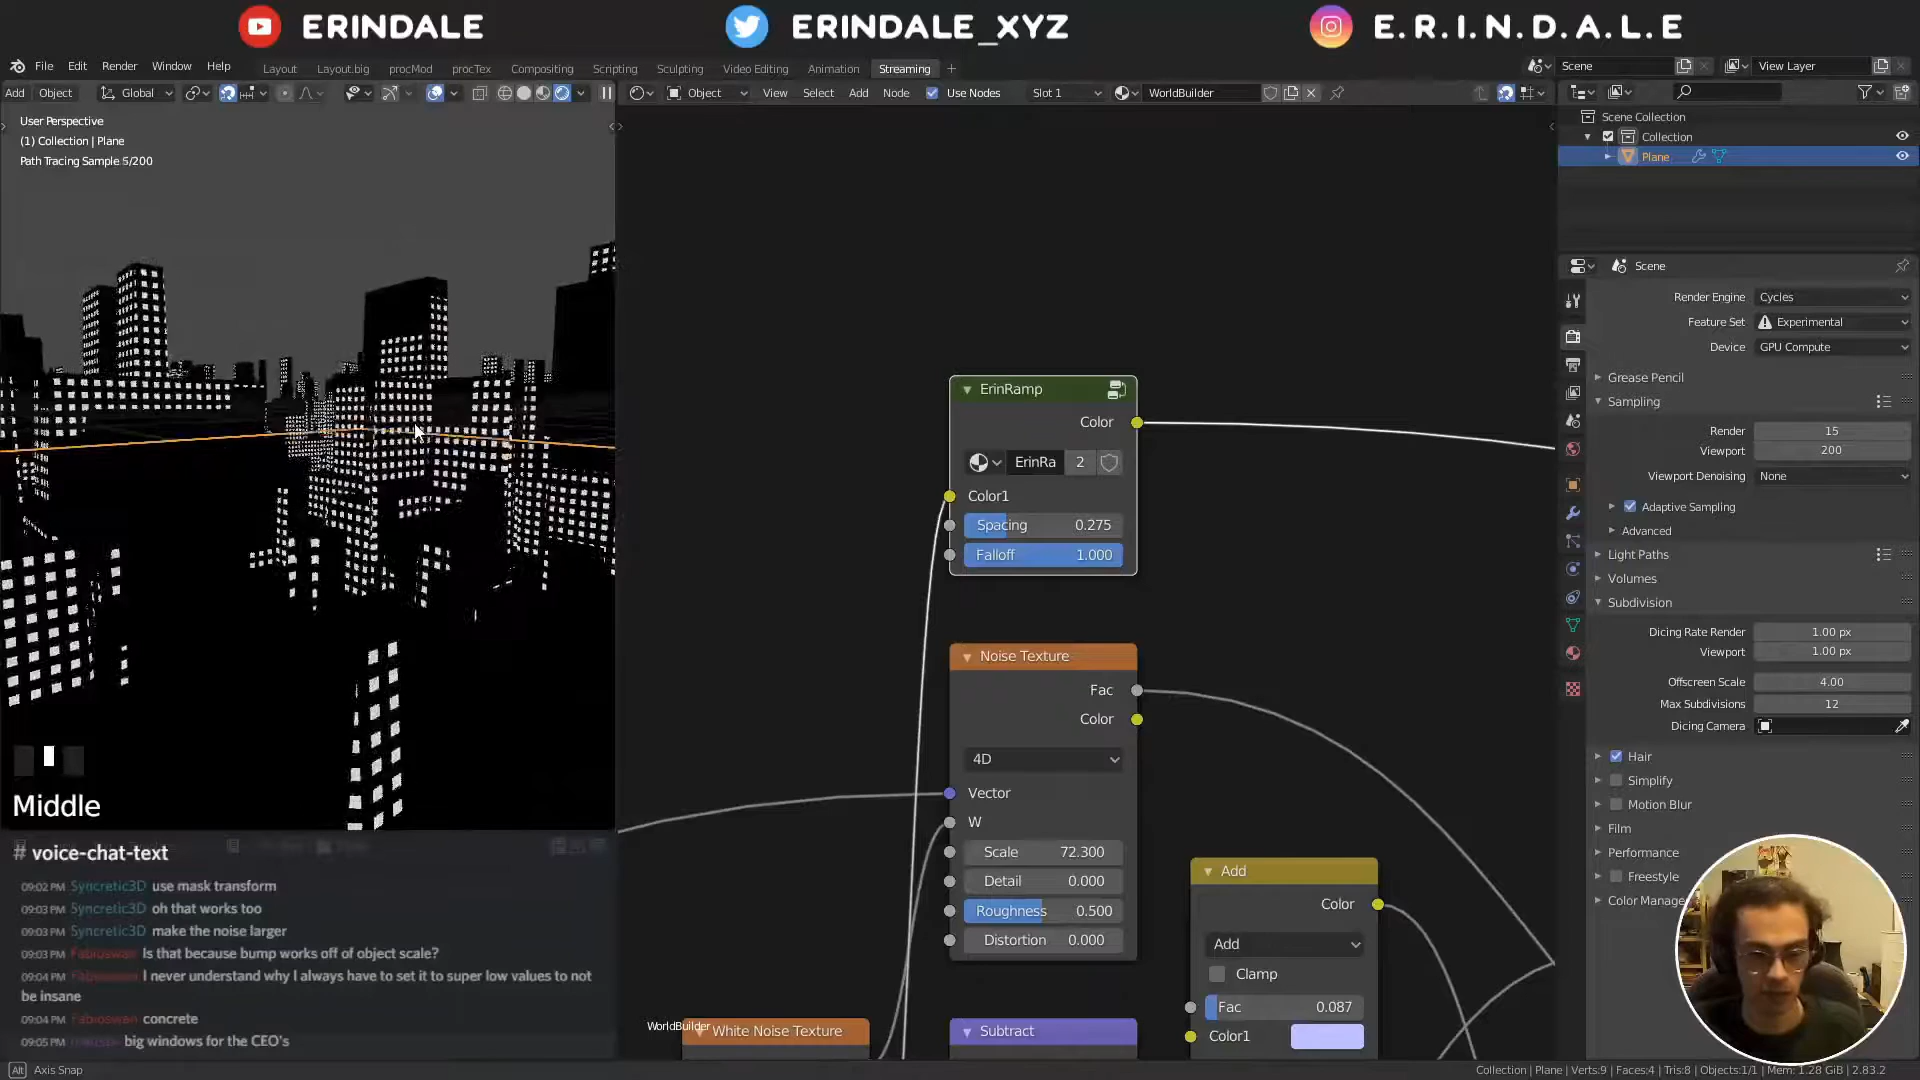 ERINDALE
ERINDALE_XYZ
E.R.I.N.D.A.L.E
File Edit Render Window Help
Layout Layout.big procMod procTex Compositing Scripting Sculpting Video Editing Animation Streaming +
Scene
View Layer
Add Object Global
Object View Select Add Node Use Nodes Slot 1 WorldBuilder
User Perspective
(1) Collection | Plane
Path Tracing Sample 5/200
Scene Collection
Collection
Plane
Scene
Render Engine Cycles
Feature Set Experimental
Device GPU Compute
Grease Pencil
Sampling
Render 15
Viewport 200
Viewport Denoising None
Adaptive Sampling
Advanced
Light Paths
Volumes
Subdivision
Dicing Rate Render 1.00 px
Viewport 1.00 px
Offscreen Scale 4.00
Max Subdivisions 12
Dicing Camera
Hair
Simplify
Motion Blur
Film
Performance
Freestyle
Color Manage
ErinRamp
Color
ErinRa 2
Color1
Spacing 0.275
Falloff 1.000
Noise Texture
Fac
Color
4D
Vector
W
Scale 72.300
Detail 0.000
Roughness 0.500
Distortion 0.000
Add
Color
Add
Clamp
Fac 0.087
Color1
WorldBuilder
White Noise Texture
Subtract
Middle
# voice-chat-text
09:02 PM Syncretic3D use mask transform
09:03 PM Syncretic3D oh that works too
09:03 PM Syncretic3D make the noise larger
09:03 PM Fabioswan Is that because bump works off of object scale?
09:04 PM Fabioswan I never understand why I always have to set it to super low values to not
be insane
09:04 PM Fabioswan concrete
09:05 PM big windows for the CEO's
Alt Axis Snap
Collection | Plane | Verts:9 | Faces:4 | Tris:8 | Objects:1/1 | Mem: 1.28 GiB | 2.83.2